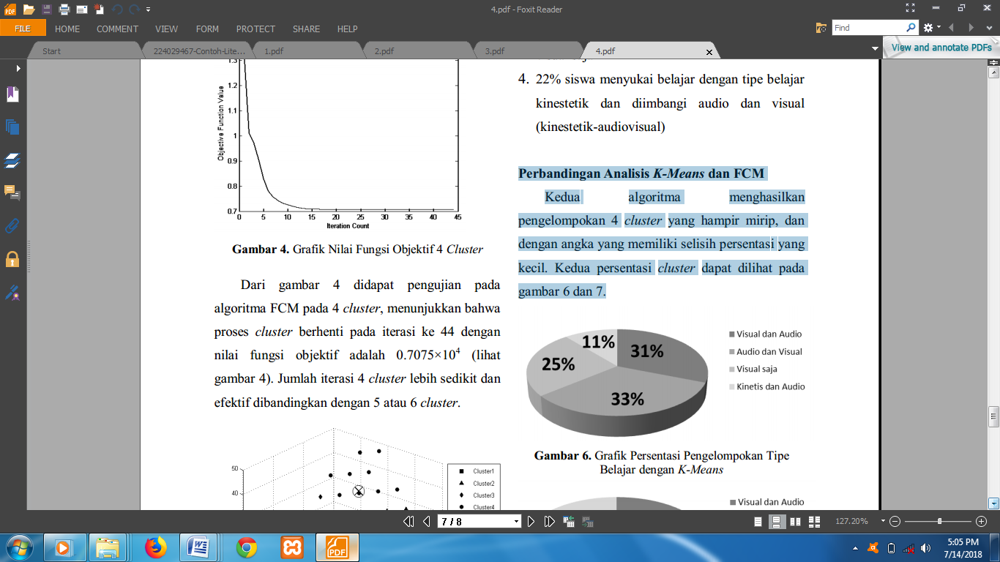 4.pdf - Foxit Reader
FILE HOME COMMENT VIEW FORM PROTECT SHARE HELP
Find
Start 224029467-Contoh-Lite... 1.pdf 2.pdf 3.pdf 4.pdf
View and annotate PDFs
1.3
1.2
1.1
1
0.9
0.8
0.7
0 5 10 15 20 25 30 35 40 45
Objective Function Value
Iteration Count
Gambar 4. Grafik Nilai Fungsi Objektif 4 Cluster
Dari gambar 4 didapat pengujian pada
algoritma FCM pada 4 cluster, menunjukkan bahwa
proses cluster berhenti pada iterasi ke 44 dengan
nilai fungsi objektif adalah 0.7075×10⁴ (lihat
gambar 4). Jumlah iterasi 4 cluster lebih sedikit dan
efektif dibandingkan dengan 5 atau 6 cluster.
50
40
Cluster1
Cluster2
Cluster3
Cluster4
4. 22% siswa menyukai belajar dengan tipe belajar
kinestetik dan diimbangi audio dan visual
(kinestetik-audiovisual)
Perbandingan Analisis K-Means dan FCM
Kedua algoritma menghasilkan
pengelompokan 4 cluster yang hampir mirip, dan
dengan angka yang memiliki selisih persentasi yang
kecil. Kedua persentasi cluster dapat dilihat pada
gambar 6 dan 7.
11%
31%
25%
33%
Visual dan Audio
Audio dan Visual
Visual saja
Kinetis dan Audio
Gambar 6. Grafik Persentasi Pengelompokan Tipe
Belajar dengan K-Means
Visual dan Audio
7 / 8
127.20%
PDF
5:05 PM
7/14/2018